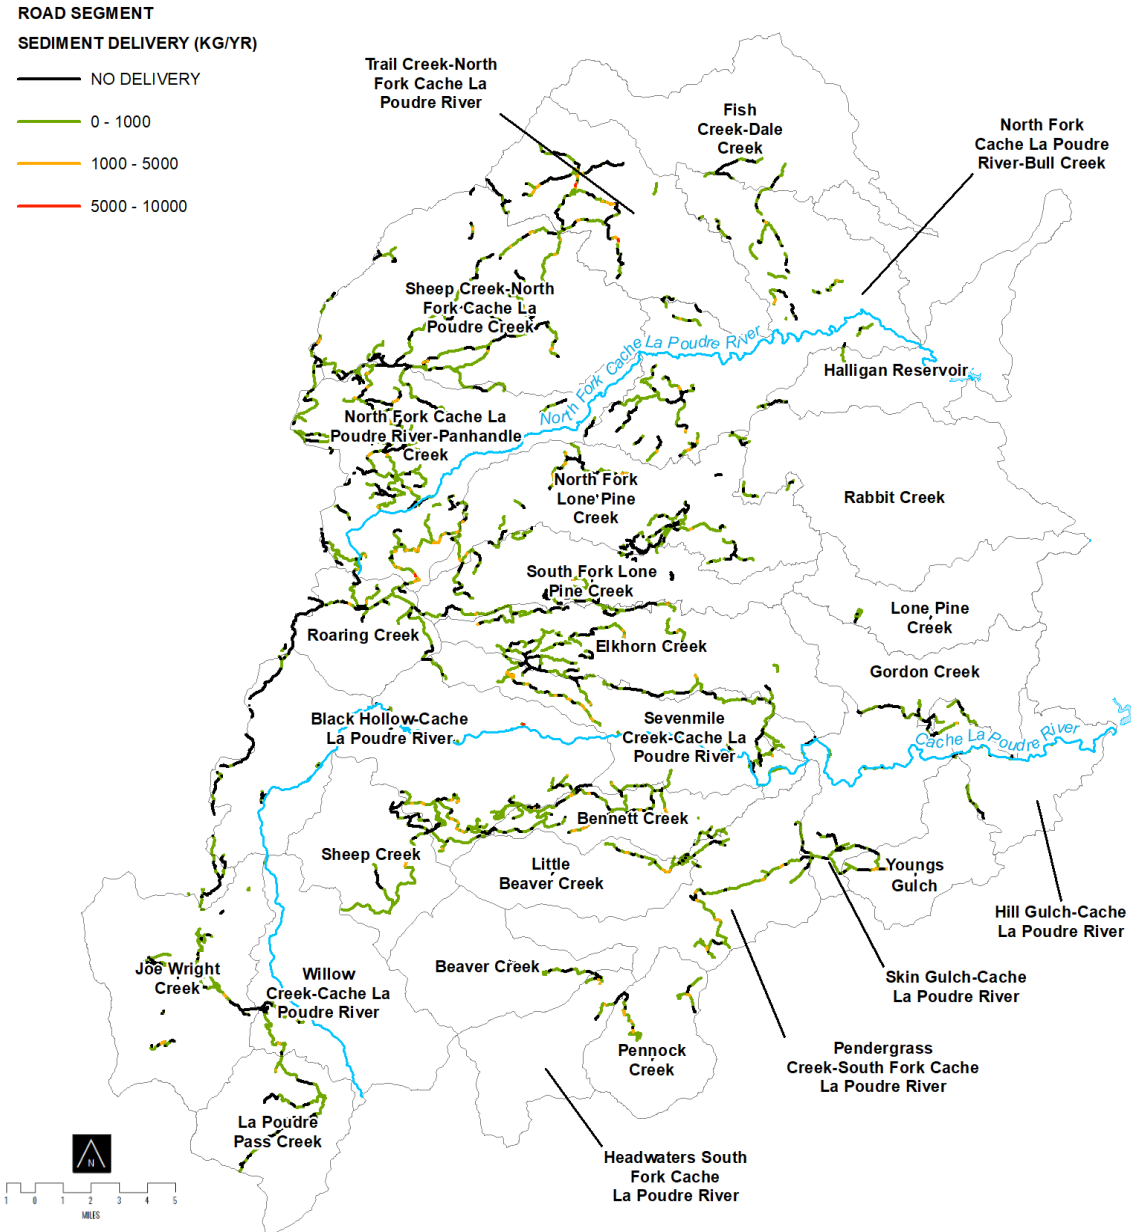 ROAD SEGMENT
SEDIMENT DELIVERY (KG/YR)
NO DELIVERY
0 - 1000
1000 - 5000
5000 - 10000
Trail Creek-North
Fork Cache La
Poudre River
Fish
Creek-Dale
Creek
North Fork
Cache La Poudre
River-Bull Creek
Sheep Creek-North
Fork Cache La
Poudre Creek
North Fork Cache La Poudre River
Halligan Reservoir
North Fork Cache La
Poudre River-Panhandle
Creek
North Fork
Lone Pine
Creek
Rabbit Creek
South Fork Lone
Pine Creek
Lone Pine
Creek
Roaring Creek
Elkhorn Creek
Gordon Creek
Black Hollow-Cache
La Poudre River
Sevenmile
Creek-Cache La
Poudre River
Cache La Poudre River
Bennett Creek
Sheep Creek
Little
Beaver Creek
Youngs
Gulch
Hill Gulch-Cache
La Poudre River
Joe Wright
Creek
Willow
Creek-Cache La
Poudre River
Beaver Creek
Skin Gulch-Cache
La Poudre River
Pennock
Creek
Pendergrass
Creek-South Fork Cache
La Poudre River
La Poudre
Pass Creek
Headwaters South
Fork Cache
La Poudre River
N
1 0 1 2 3 4 5
MILES